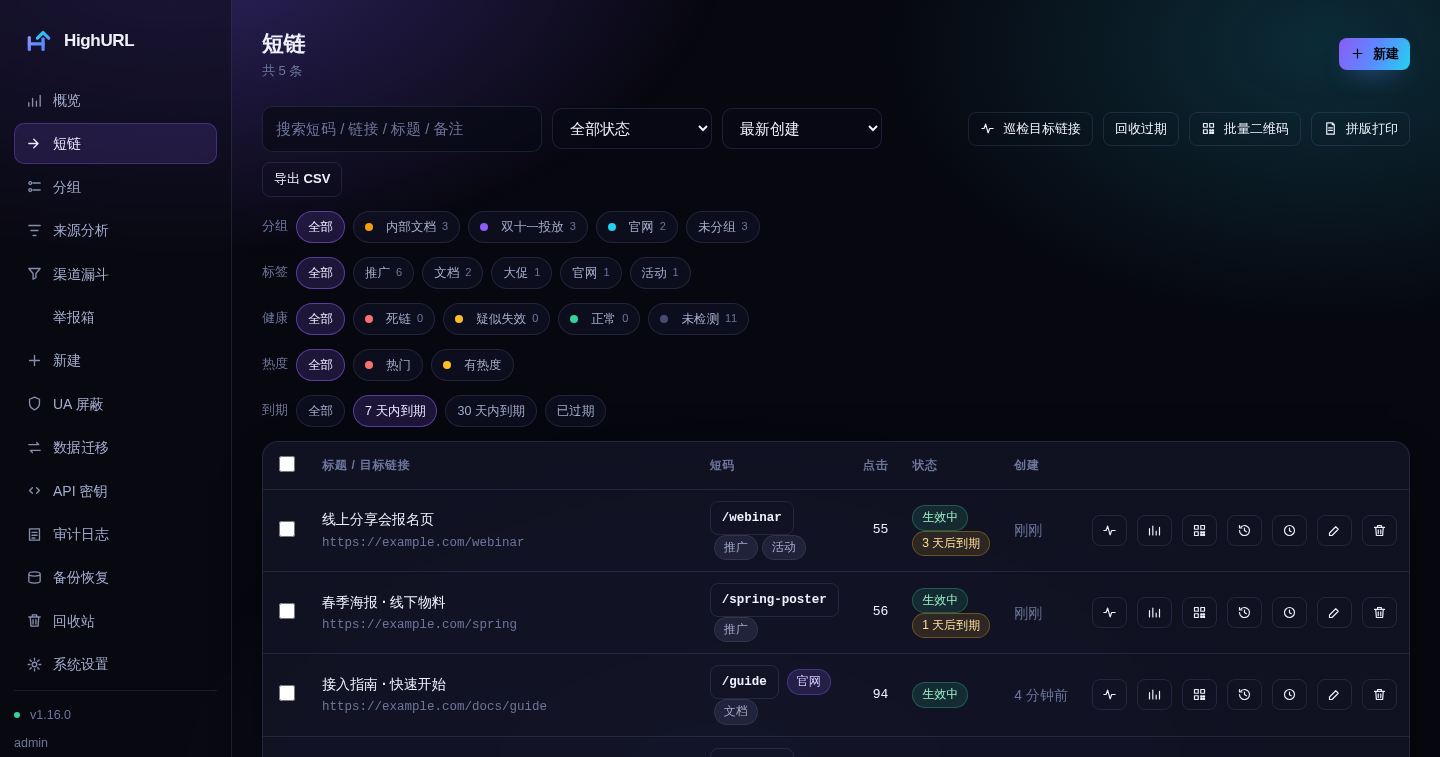 HighURL
概览
短链
分组
来源分析
渠道漏斗
举报箱
新建
UA 屏蔽
数据迁移
API 密钥
审计日志
备份恢复
回收站
系统设置
v1.16.0
admin
短链
共 5 条
新建
搜索短码 / 链接 / 标题 / 备注
全部状态
最新创建
巡检目标链接
回收过期
批量二维码
拼版打印
导出 CSV
分组 全部 内部文档 3 双十一投放 3 官网 2 未分组 3
标签 全部 推广 6 文档 2 大促 1 官网 1 活动 1
健康 全部 死链 0 疑似失效 0 正常 0 未检测 11
热度 全部 热门 有热度
到期 全部 7 天内到期 30 天内到期 已过期
标题 / 目标链接 短码 点击 状态 创建
线上分享会报名页
https://example.com/webinar
/webinar
推广 活动
55
生效中
3 天后到期
刚刚
春季海报 · 线下物料
https://example.com/spring
/spring-poster
推广
56
生效中
1 天后到期
刚刚
接入指南 · 快速开始
https://example.com/docs/guide
/guide 官网
文档
94
生效中
4 分钟前